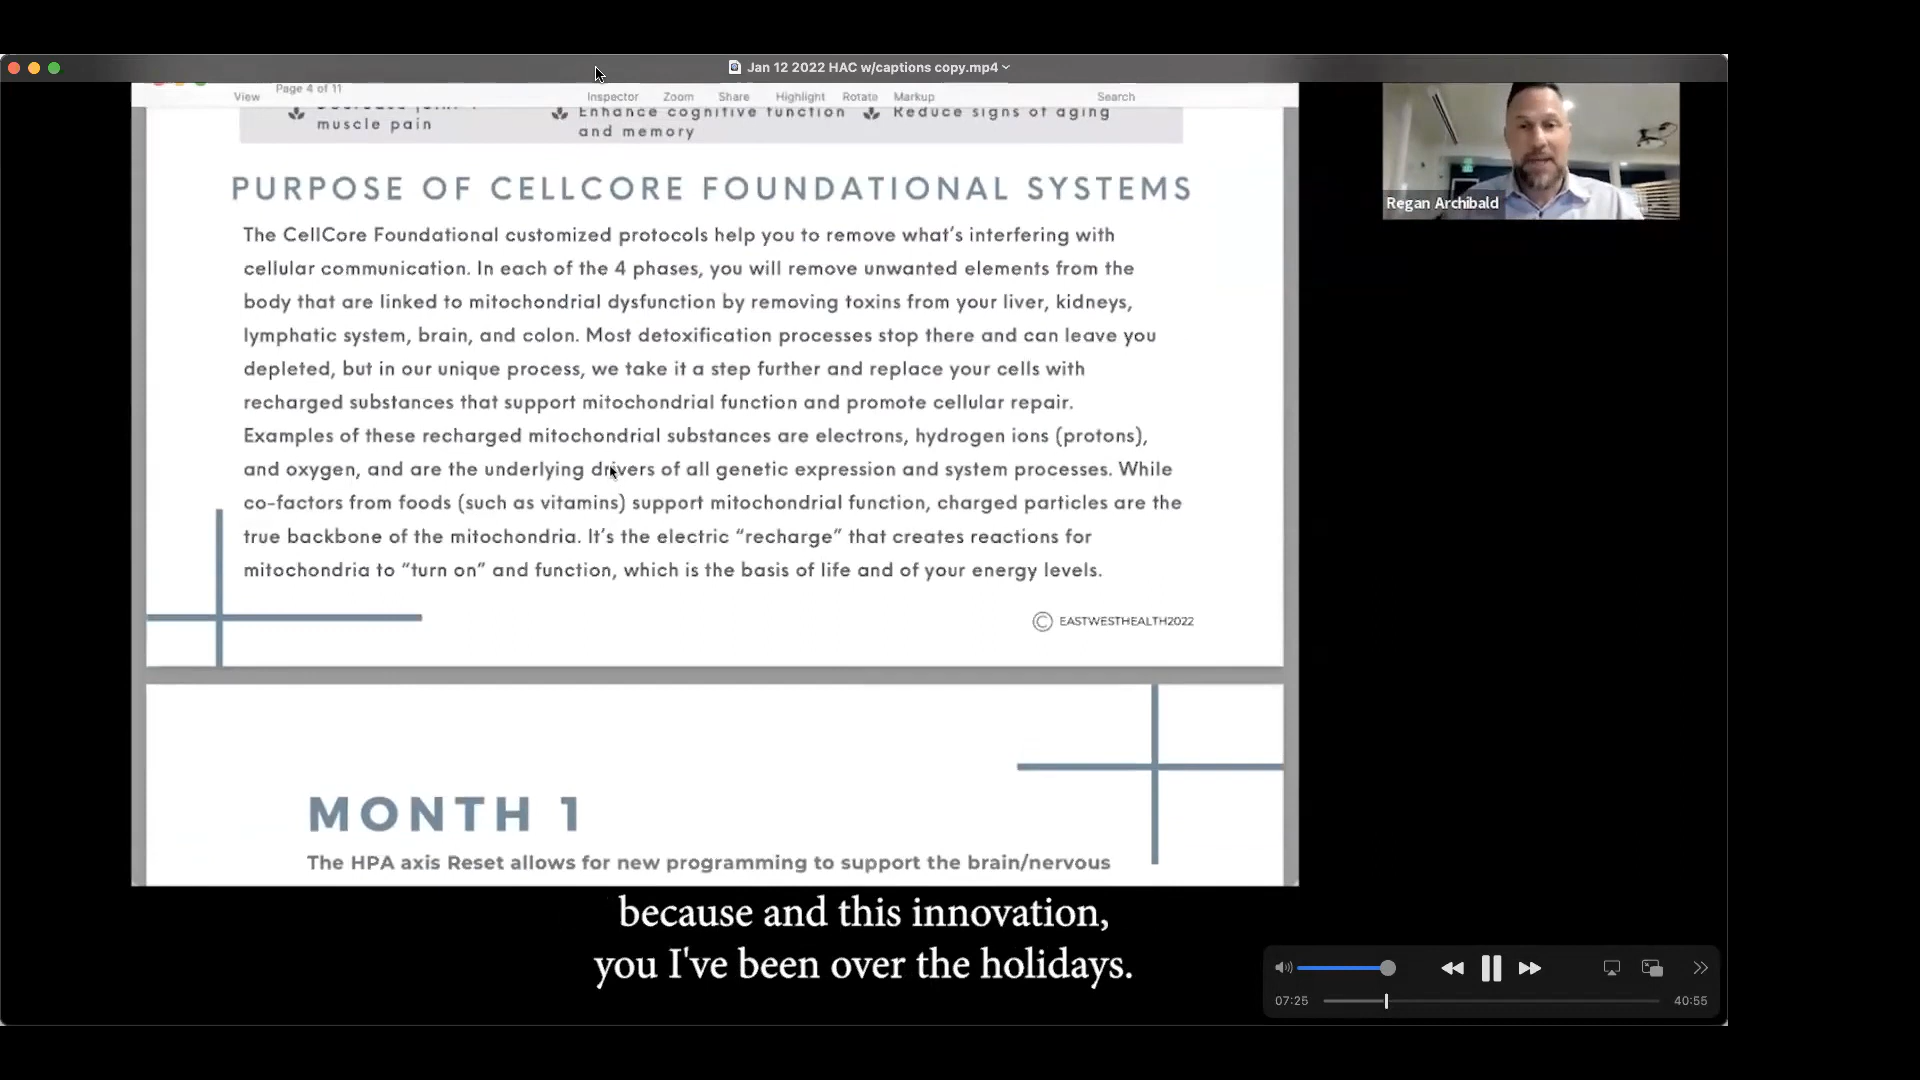 Jan 12 2022 HAC w/captions copy.mp4
Page 4 of 11
View
Inspector
Zoom
Share
Highlight
Rotate
Markup
Search
muscle pain
Enhance cognitive function
and memory
Reduce signs of aging
PURPOSE OF CELLCORE FOUNDATIONAL SYSTEMS
The CellCore Foundational customized protocols help you to remove what's interfering with
cellular communication. In each of the 4 phases, you will remove unwanted elements from the
body that are linked to mitochondrial dysfunction by removing toxins from your liver, kidneys,
lymphatic system, brain, and colon. Most detoxification processes stop there and can leave you
depleted, but in our unique process, we take it a step further and replace your cells with
recharged substances that support mitochondrial function and promote cellular repair.
Examples of these recharged mitochondrial substances are electrons, hydrogen ions (protons),
and oxygen, and are the underlying drivers of all genetic expression and system processes. While
co-factors from foods (such as vitamins) support mitochondrial function, charged particles are the
true backbone of the mitochondria. It's the electric "recharge" that creates reactions for
mitochondria to "turn on" and function, which is the basis of life and of your energy levels.
© EASTWESTHEALTH2022
MONTH 1
The HPA axis Reset allows for new programming to support the brain/nervous
Regan Archibald
because and this innovation,
you I've been over the holidays.
07:25
40:55